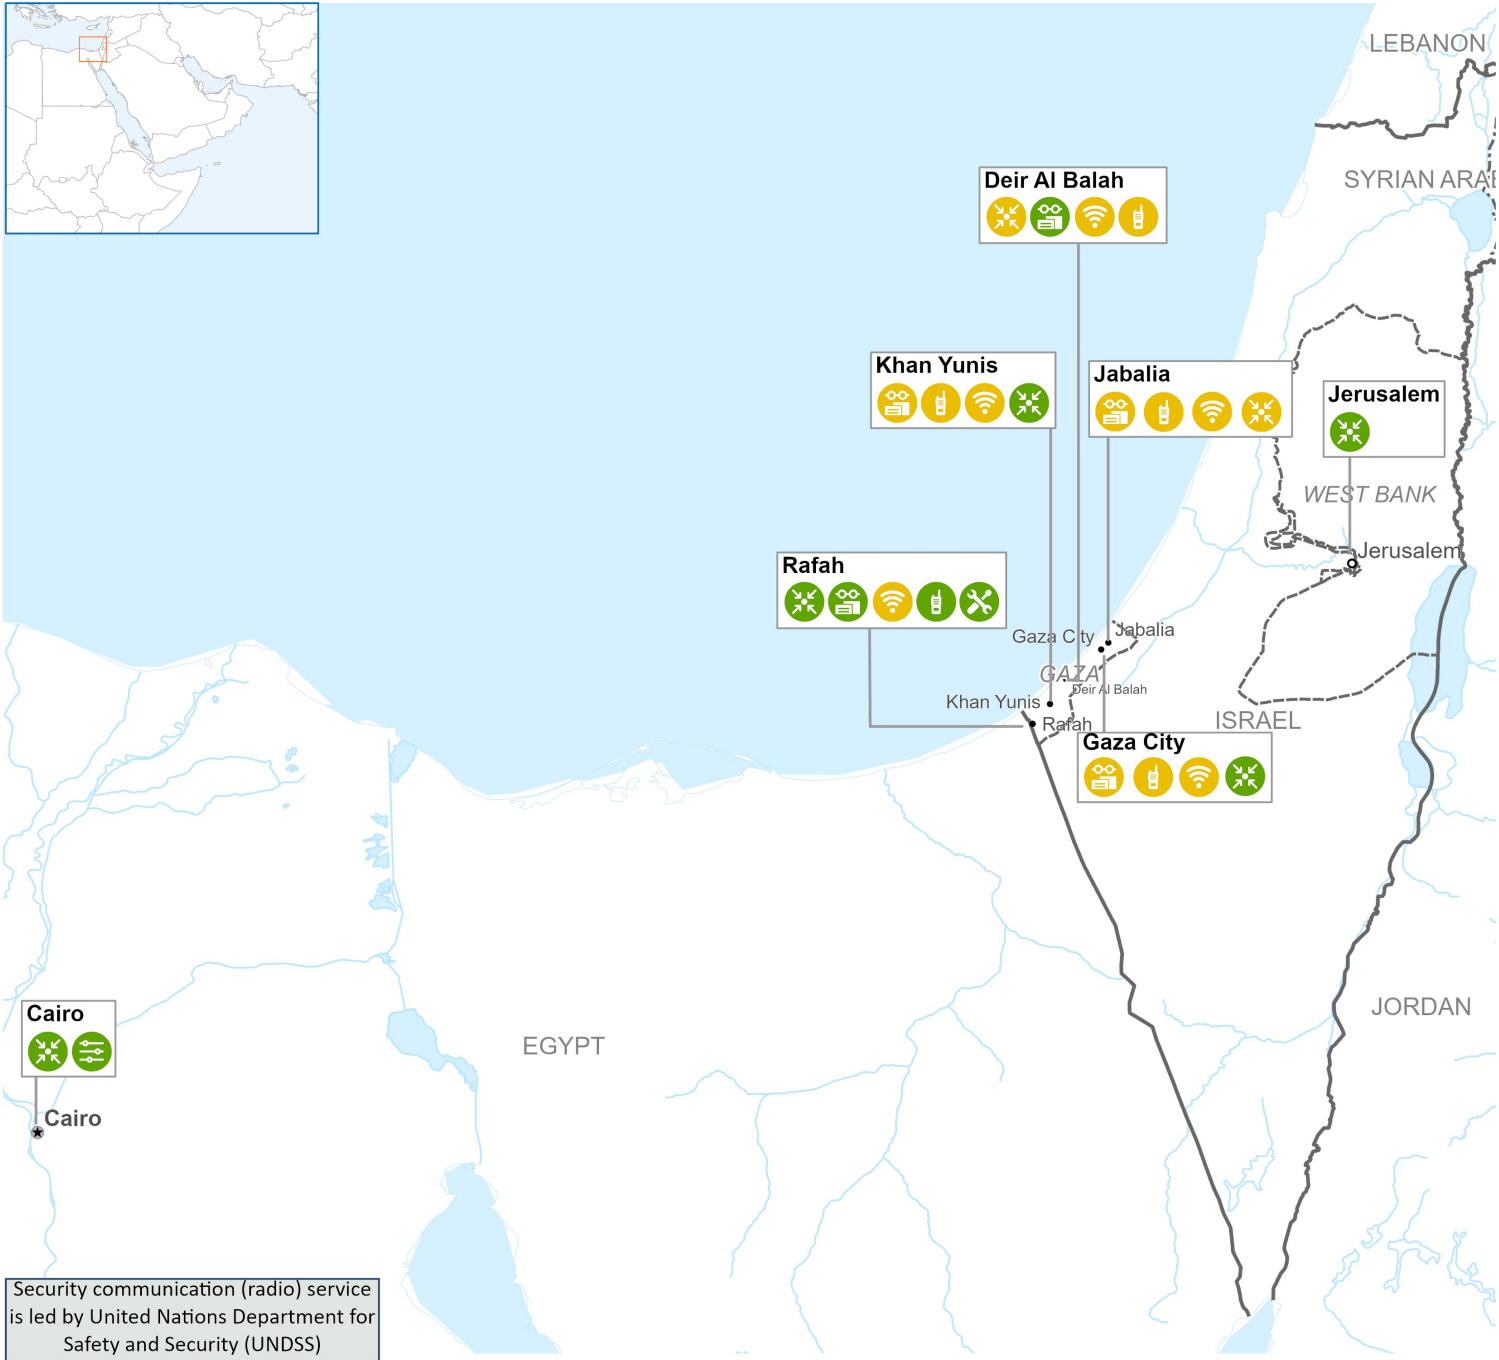 LEBANON
SYRIAN ARAB
Deir Al Balah
Khan Yunis
Jabalia
Jerusalem
WEST BANK
Jerusalem
Rafah
Gaza City
Jabalia
GAZA
Deir Al Balah
Khan Yunis
Rafah
ISRAEL
Gaza City
Cairo
JORDAN
EGYPT
Cairo
Security communication (radio) service
is led by United Nations Department for
Safety and Security (UNDSS)